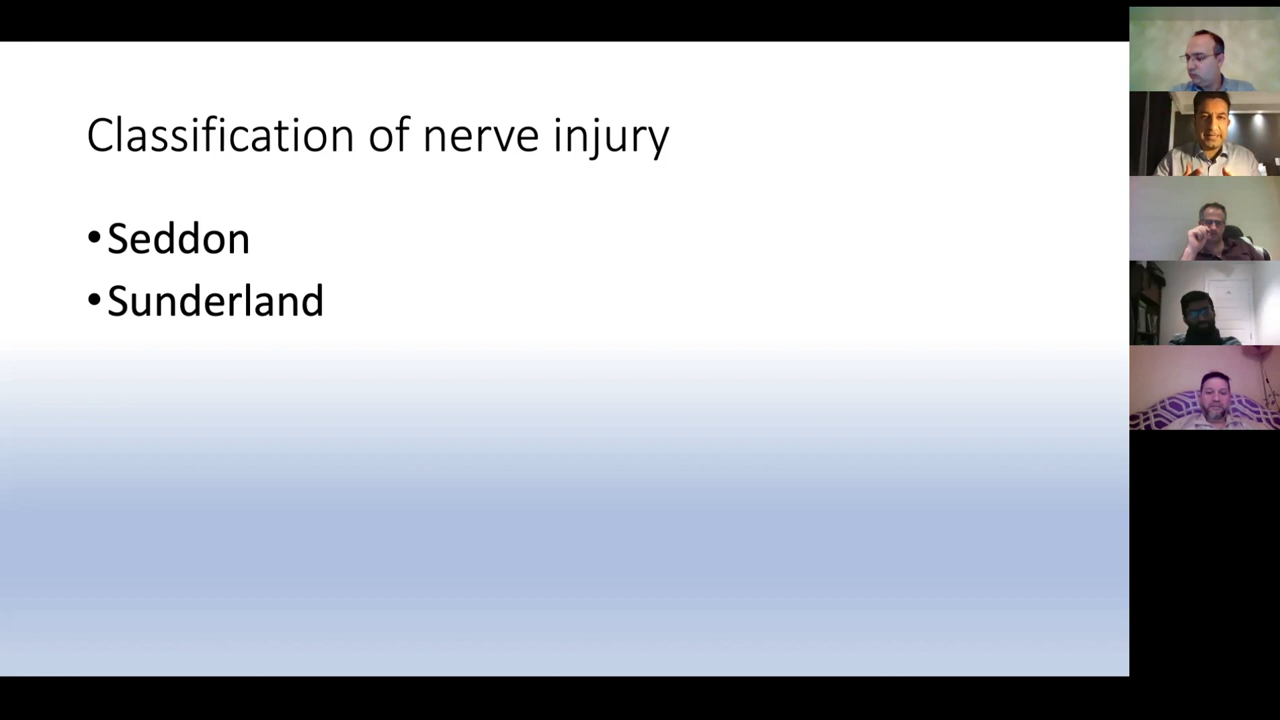 Classification of nerve injury
•Seddon
•Sunderland